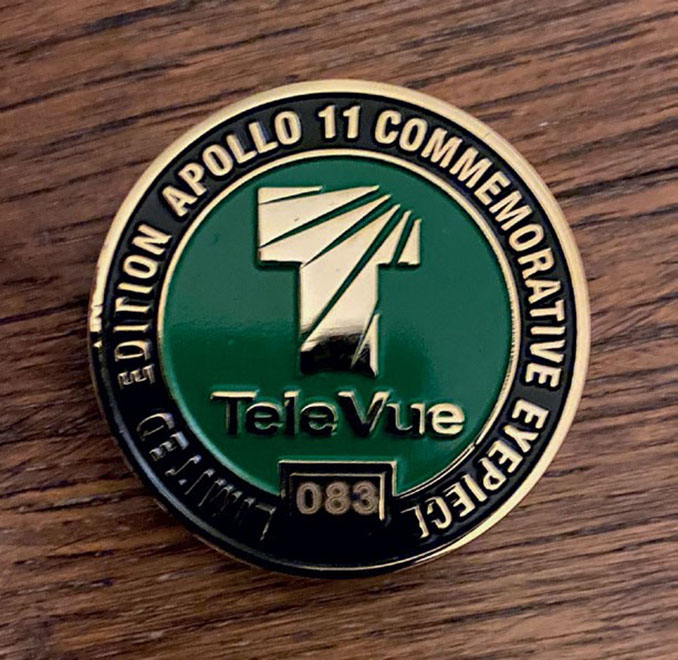 LIMITED EDITION APOLLO 11 COMMEMORATIVE EYEPIECE
TeleVue
083